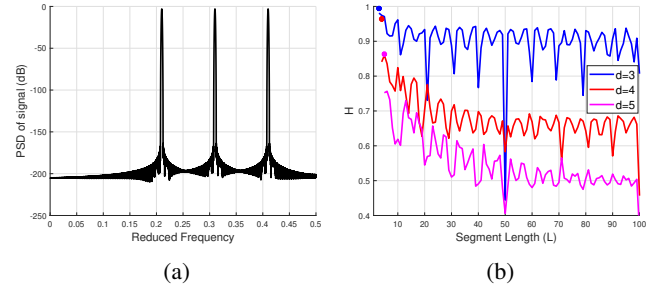 0
-50
-100
-150
-200
-250
PSD of signal (dB)
0 0.05 0.1 0.15 0.2 0.25 0.3 0.35 0.4 0.45 0.5
Reduced Frequency
(a)
1
0.9
0.8
0.7
0.6
0.5
0.4
H
d=3
d=4
d=5
10 20 30 40 50 60 70 80 90 100
Segment Length (L)
(b)